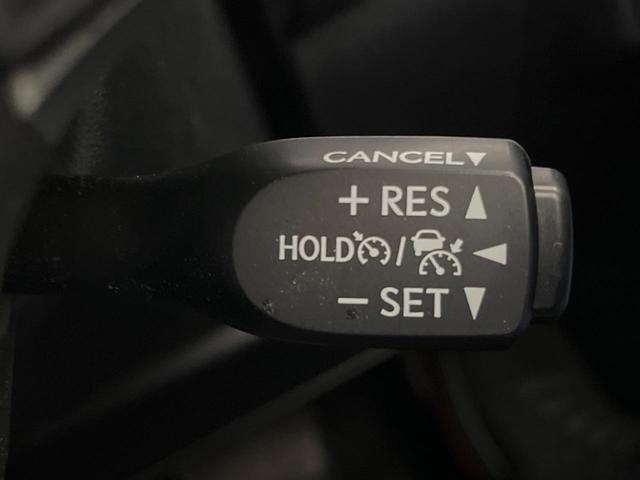 CANCEL▼
+ RES ▲
HOLD / ◀
− SET ▼